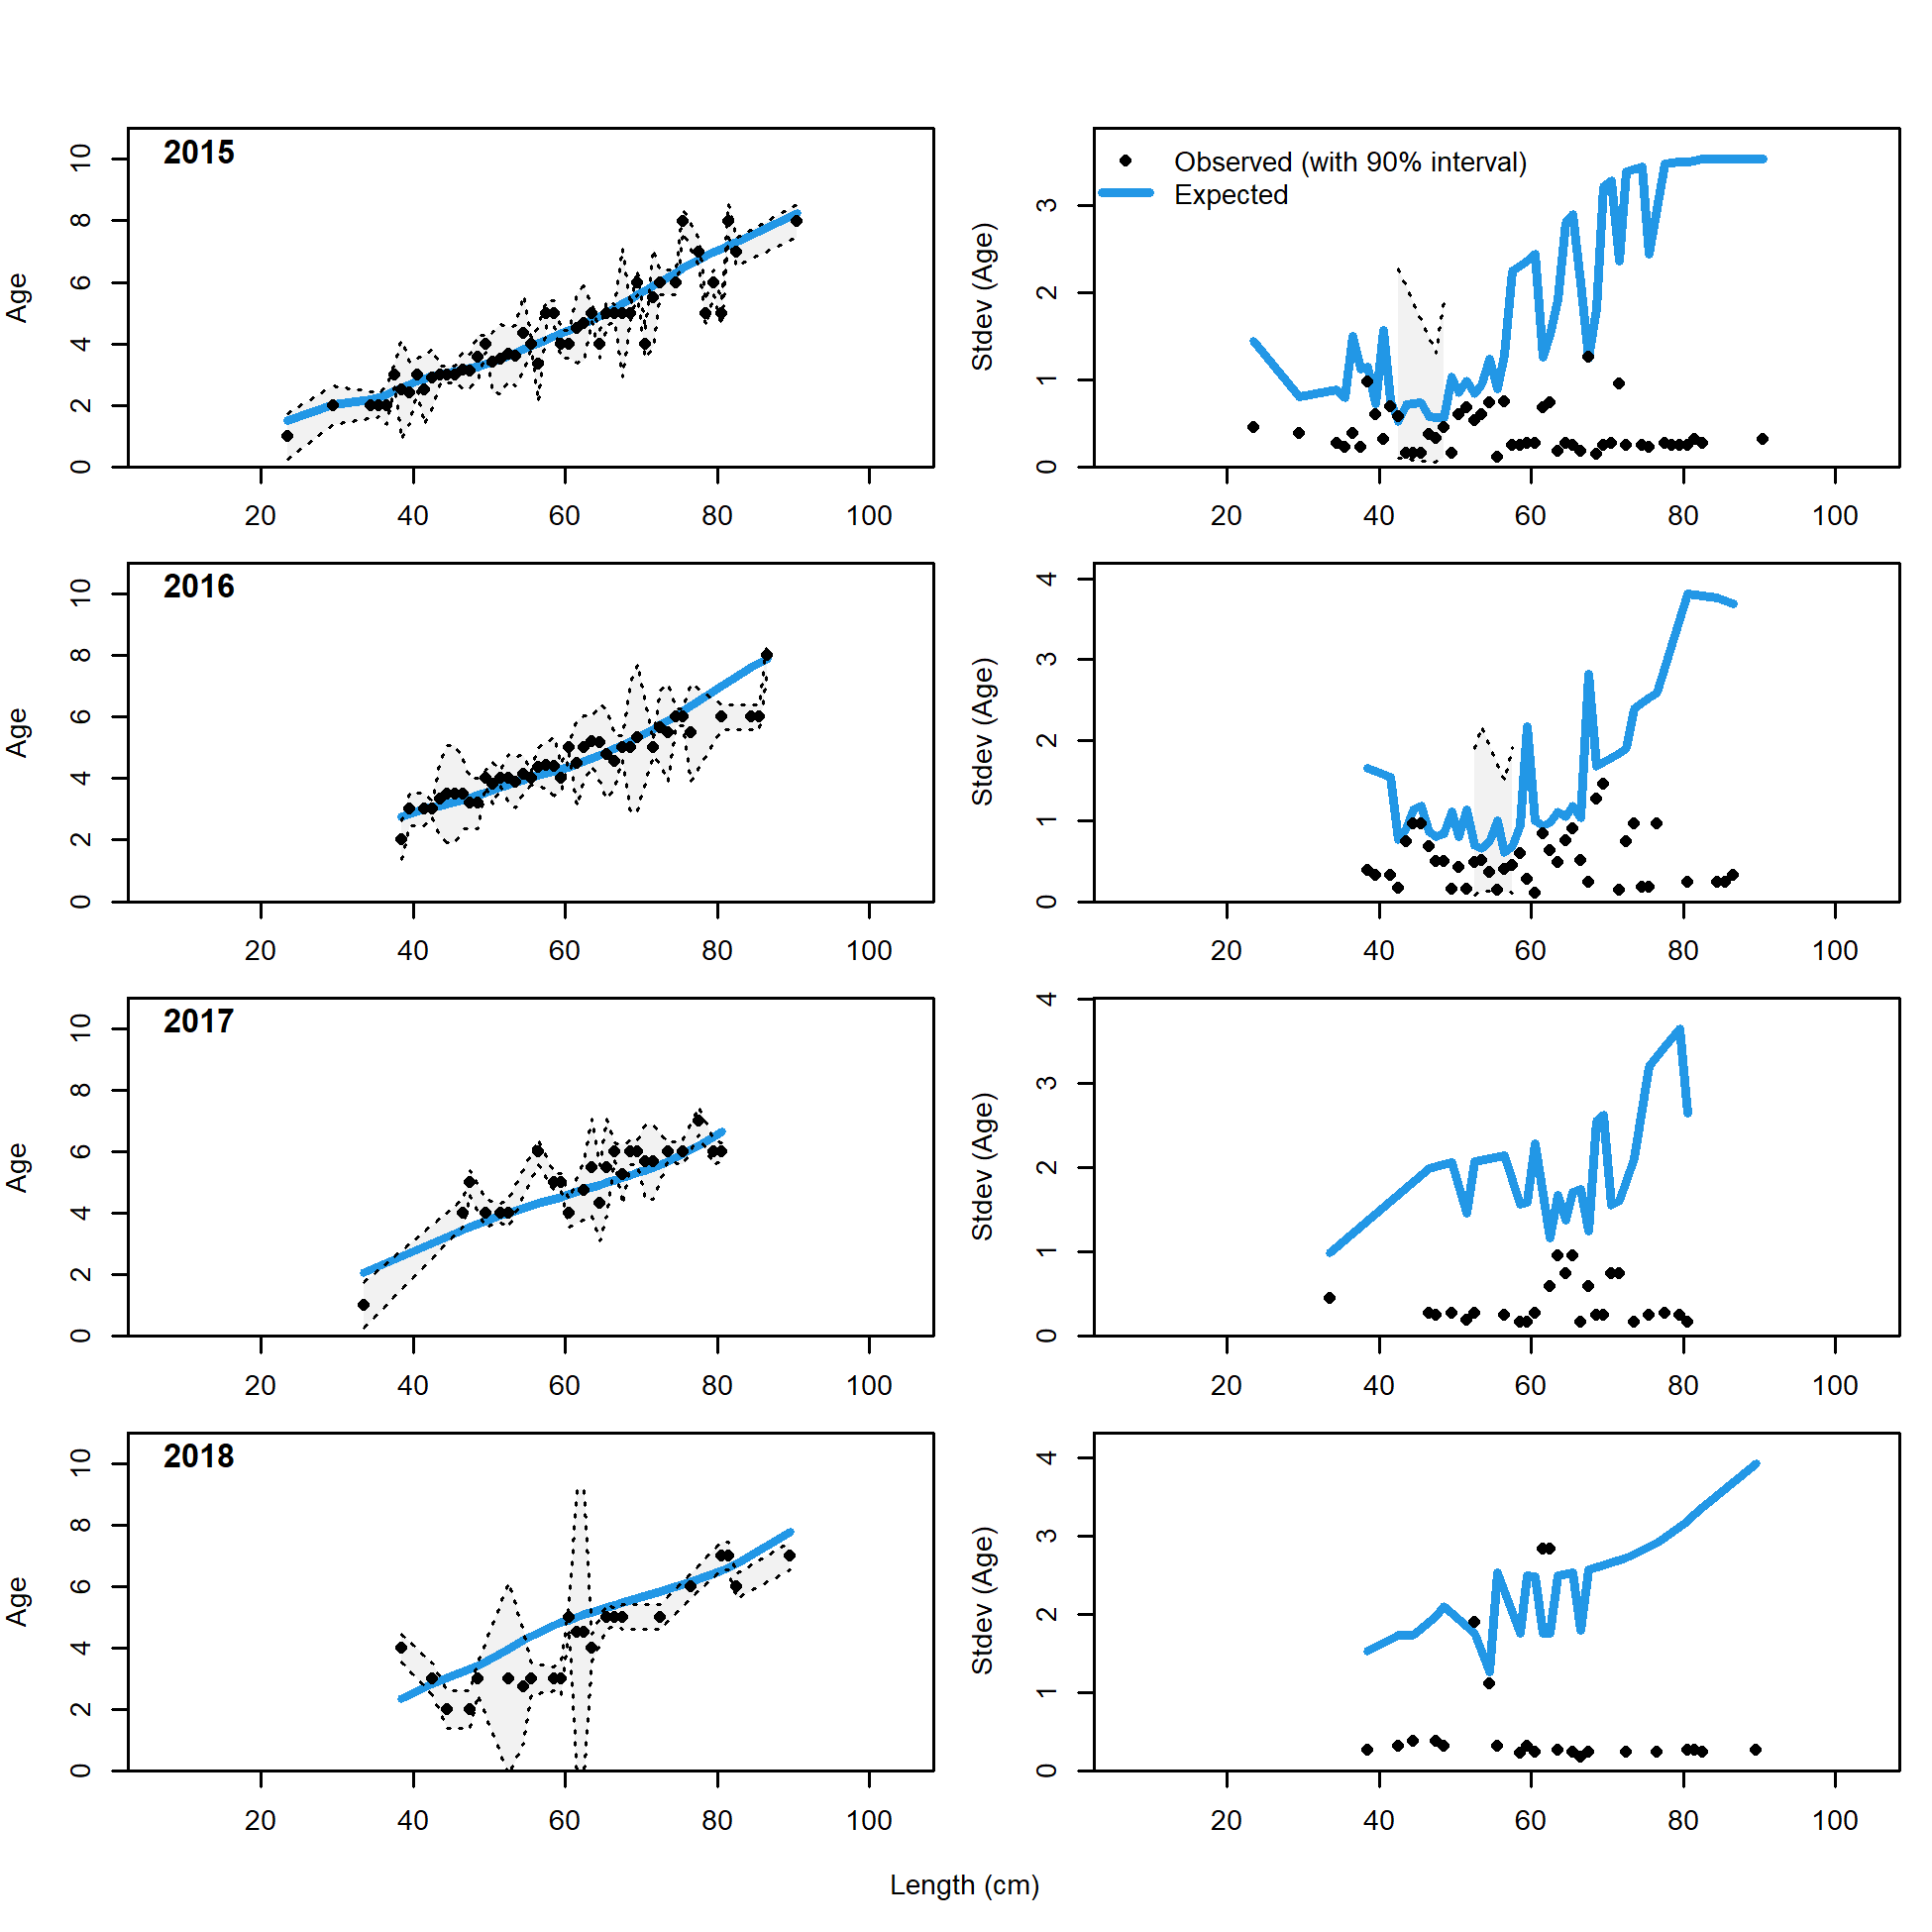 2015
Age
0 2 4 6 8 10
20 40 60 80 100
Observed (with 90% interval)
Expected
Stdev (Age)
0 1 2 3
20 40 60 80 100
2016
Age
0 2 4 6 8 10
20 40 60 80 100
Stdev (Age)
0 1 2 3 4
20 40 60 80 100
2017
Age
0 2 4 6 8 10
20 40 60 80 100
Stdev (Age)
0 1 2 3 4
20 40 60 80 100
2018
Age
0 2 4 6 8 10
20 40 60 80 100
Stdev (Age)
0 1 2 3 4
20 40 60 80 100
Length (cm)